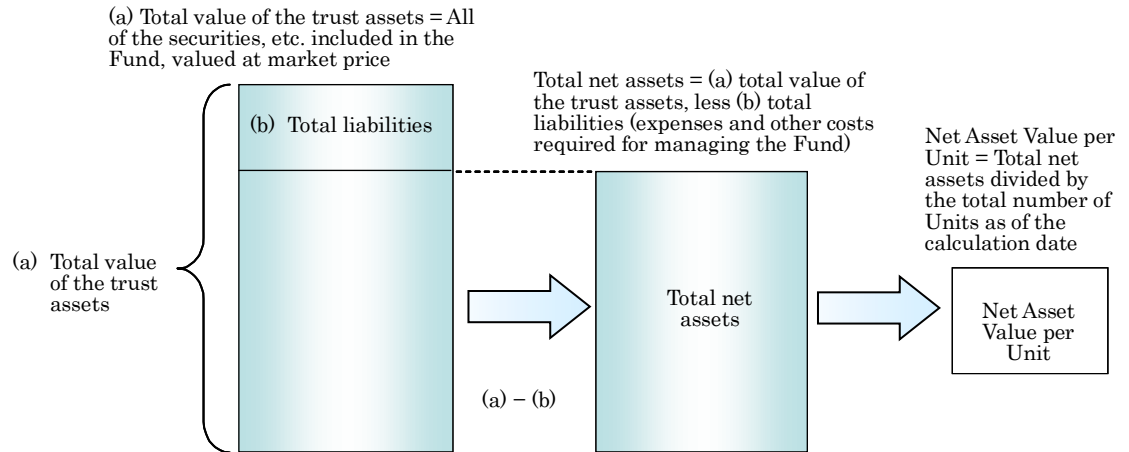 (a) Total value of the trust assets = All
of the securities, etc. included in the
Fund, valued at market price
(b) Total liabilities
(a) Total value
of the trust
assets
Total net assets = (a) total value of
the trust assets, less (b) total
liabilities (expenses and other costs
required for managing the Fund)
(a) – (b)
Total net
assets
Net Asset Value per
Unit = Total net
assets divided by
the total number of
Units as of the
calculation date
Net Asset
Value per
Unit